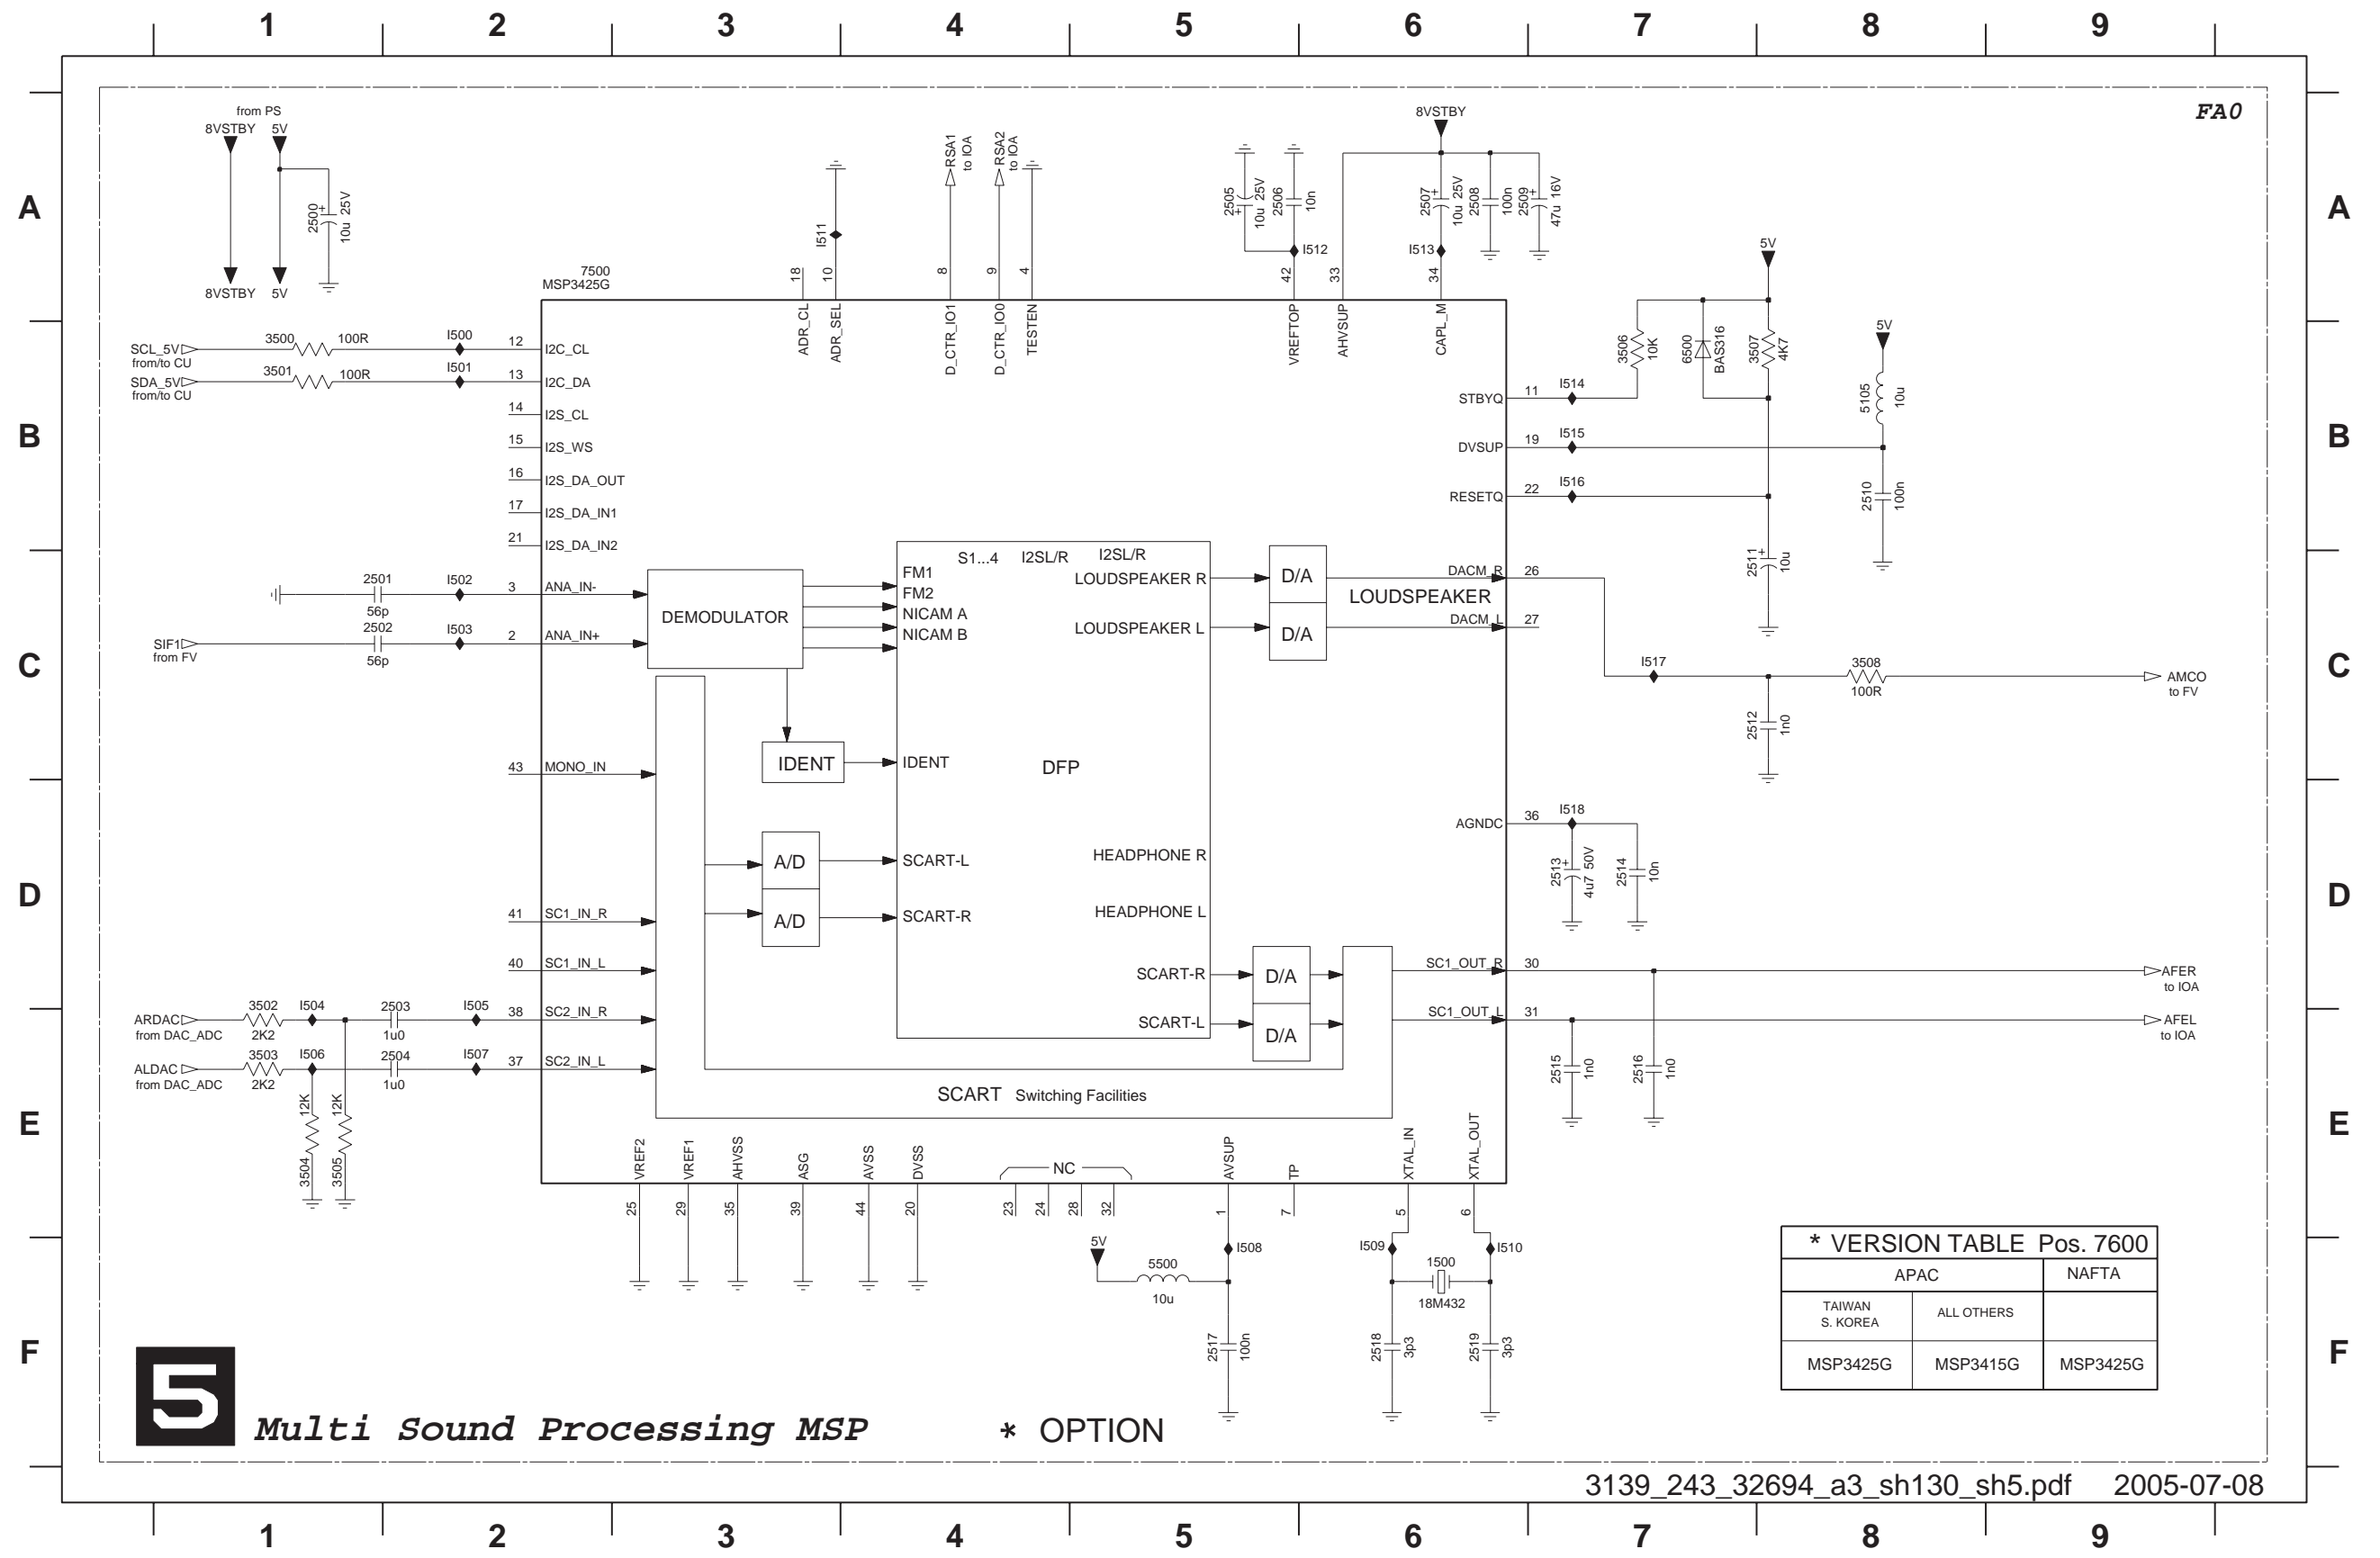 1 2 3 4 5 6 7 8 9
A
B
C
D
E
F
A
B
C
D
E
F
FA0
from PS
8VSTBY 5V
2500
10u 25V
8VSTBY 5V
7500
MSP3425G
I511
RSA1
to IOA
RSA2
to IOA
2505
10u 25V
2506
10n
I512
8VSTBY
2507
10u 25V
2508
100n
2509
47u 16V
I513
18
ADR_CL
10
ADR_SEL
8
D_CTR_IO1
9
D_CTR_IO0
4
TESTEN
42
VREFTOP
33
AHVSUP
34
CAPL_M
SCL_5V
from/to CU
3500 100R
I500
12 I2C_CL
SDA_5V
from/to CU
3501 100R
I501
13 I2C_DA
14 I2S_CL
15 I2S_WS
16 I2S_DA_OUT
17 I2S_DA_IN1
21 I2S_DA_IN2
2501
56p
I502
3 ANA_IN-
SIF1
from FV
2502
56p
I503
2 ANA_IN+
DEMODULATOR
FM1
FM2
NICAM A
NICAM B
S1...4 I2SL/R I2SL/R
LOUDSPEAKER R
LOUDSPEAKER L
D/A
D/A
LOUDSPEAKER
DACM_R 26
DACM_L 27
IDENT
IDENT
DFP
43 MONO_IN
A/D
A/D
SCART-L
SCART-R
HEADPHONE R
HEADPHONE L
41 SC1_IN_R
40 SC1_IN_L
SCART-R
SCART-L
D/A
D/A
SC1_OUT_R 30
SC1_OUT_L 31
ARDAC
from DAC_ADC
3502
2K2
I504
2503
1u0
I505
38 SC2_IN_R
ALDAC
from DAC_ADC
3503
2K2
I506
2504
1u0
I507
37 SC2_IN_L
12K
3504
12K
3505
SCART Switching Facilities
5V
3506
10K
6500
BAS316
3507
4K7
5V
5105
10u
STBYQ 11 I514
DVSUP 19 I515
RESETQ 22 I516
2510
100n
2511
10u
I517
3508
100R
AMCO
to FV
2512
1n0
AGNDC 36 I518
2513
4u7 50V
2514
10n
AFER
to IOA
AFEL
to IOA
2515
1n0
2516
1n0
VREF2
25
VREF1
29
AHVSS
35
ASG
39
AVSS
44
DVSS
20
NC
23
24
28
32
AVSUP
1
TP
7
XTAL_IN
5
XTAL_OUT
6
5V
5500
10u
I508
2517
100n
I509
I510
1500
18M432
2518
3p3
2519
3p3
* VERSION TABLE Pos. 7600
APAC NAFTA
TAIWAN
S. KOREA
ALL OTHERS
MSP3425G MSP3415G MSP3425G
5
Multi Sound Processing MSP
* OPTION
3139_243_32694_a3_sh130_sh5.pdf 2005-07-08
1 2 3 4 5 6 7 8 9